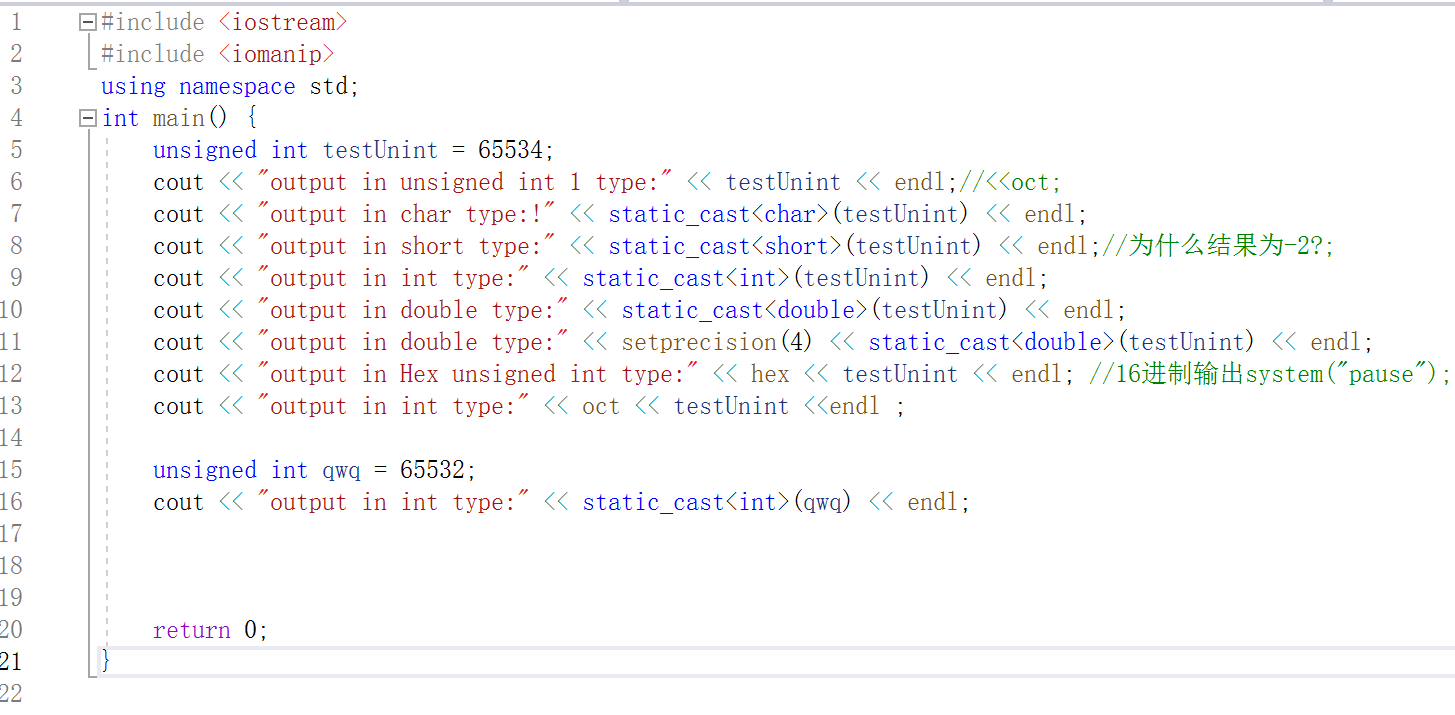 1 #include <iostream>
2 #include <iomanip>
3 using namespace std;
4 int main() {
5 unsigned int testUnint = 65534;
6 cout << "output in unsigned int 1 type:" << testUnint << endl;//<<oct;
7 cout << "output in char type:!" << static_cast<char>(testUnint) << endl;
8 cout << "output in short type:" << static_cast<short>(testUnint) << endl;//为什么结果为-2?;
9 cout << "output in int type:" << static_cast<int>(testUnint) << endl;
10 cout << "output in double type:" << static_cast<double>(testUnint) << endl;
11 cout << "output in double type:" << setprecision(4) << static_cast<double>(testUnint) << endl;
12 cout << "output in Hex unsigned int type:" << hex << testUnint << endl; //16进制输出system("pause");
13 cout << "output in int type:" << oct << testUnint <<endl ;
14
15 unsigned int qwq = 65532;
16 cout << "output in int type:" << static_cast<int>(qwq) << endl;
17
18
19
20 return 0;
21 }
22